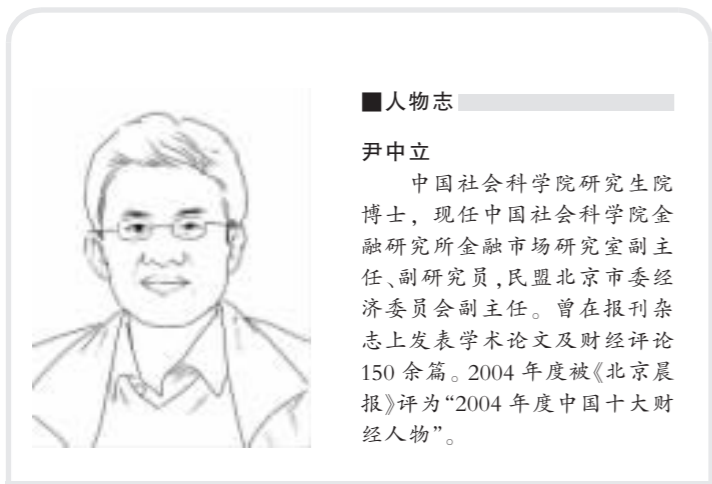 ■人物志
尹中立
中国社会科学院研究生院
博士，现任中国社会科学院金
融研究所金融市场研究室副主
任、副研究员,民盟北京市委经
济委员会副主任。曾在报刊杂
志上发表学术论文及财经评论
150 余篇。2004 年度被《北京晨
报》评为“2004 年度中国十大财
经人物”。